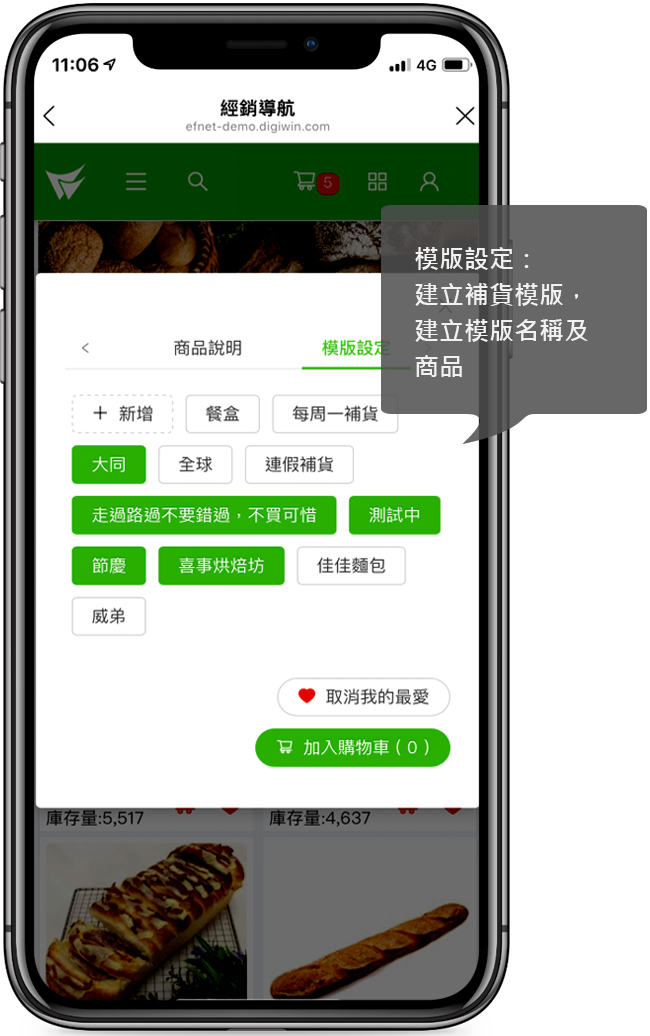 11:06
4G
經銷導航
efnet-demo.digiwin.com
5
模版設定：
建立補貨模版，
建立模版名稱及
商品
商品說明
模版設定
新增
餐盒
每周一補貨
大同
全球
連假補貨
走過路過不要錯過，不買可惜
測試中
節慶
喜事烘焙坊
佳佳麵包
威弟
取消我的最愛
加入購物車 ( 0 )
庫存量:5,517
庫存量:4,637